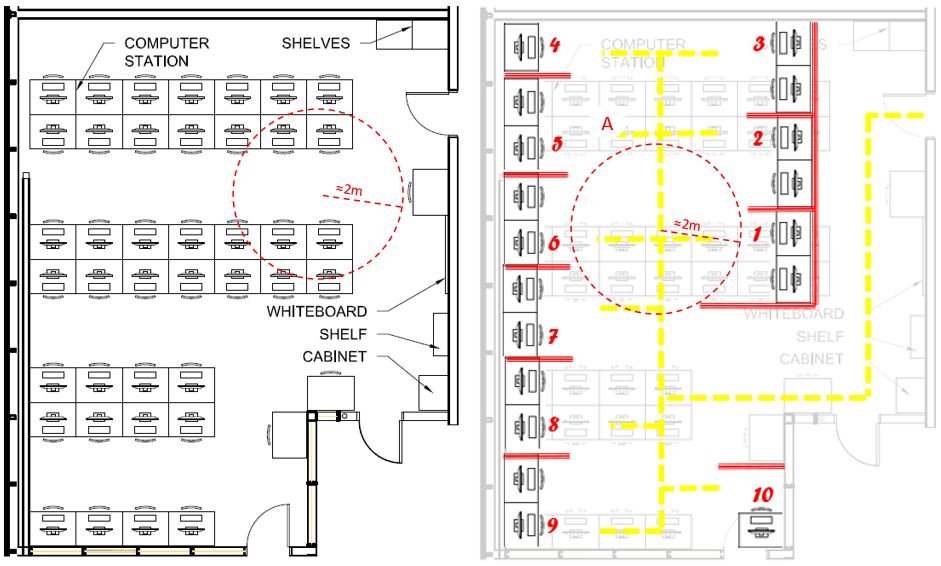 COMPUTER
STATION
SHELVES
≈2m
WHITEBOARD
SHELF
CABINET
4
COMPUTER
STATION
3
A
5
2
≈2m
6
1
WHITEBOARD
SHELF
7
CABINET
8
10
9